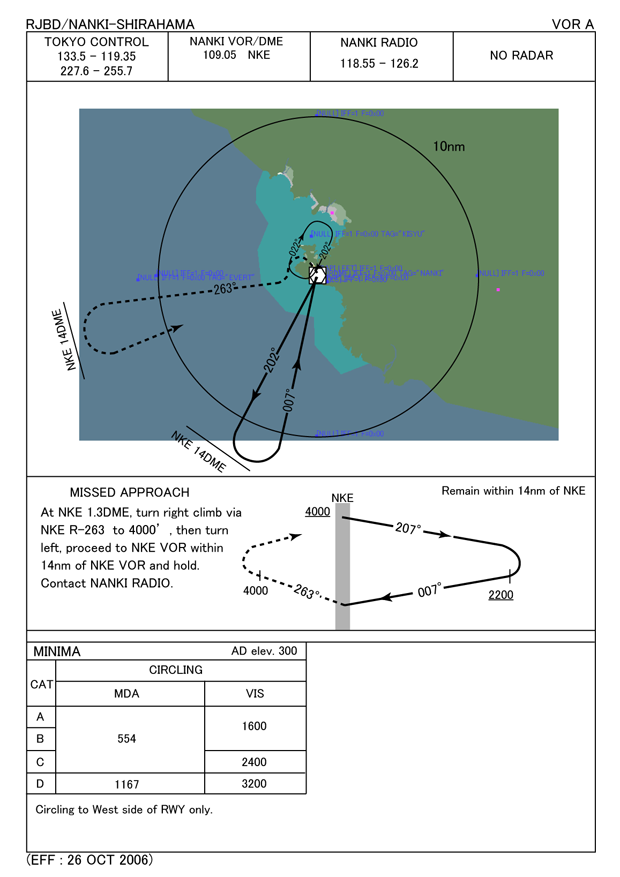 RJBD/NANKI-SHIRAHAMA
VOR A
TOKYO CONTROL
133.5 - 119.35
227.6 - 255.7
NANKI VOR/DME
109.05 NKE
NANKI RADIO
118.55 - 126.2
NO RADAR
10nm
022°
202°
263°
NKE 14DME
202°
007°
NKE 14DME
MISSED APPROACH
At NKE 1.3DME, turn right climb via
NKE R-263 to 4000', then turn
left, proceed to NKE VOR within
14nm of NKE VOR and hold.
Contact NANKI RADIO.
Remain within 14nm of NKE
NKE
4000
207°
4000
263°
007°
2200
MINIMA
AD elev. 300
CAT
CIRCLING
MDA
VIS
A
B
C
D
554
1600
2400
1167
3200
Circling to West side of RWY only.
(EFF : 26 OCT 2006)